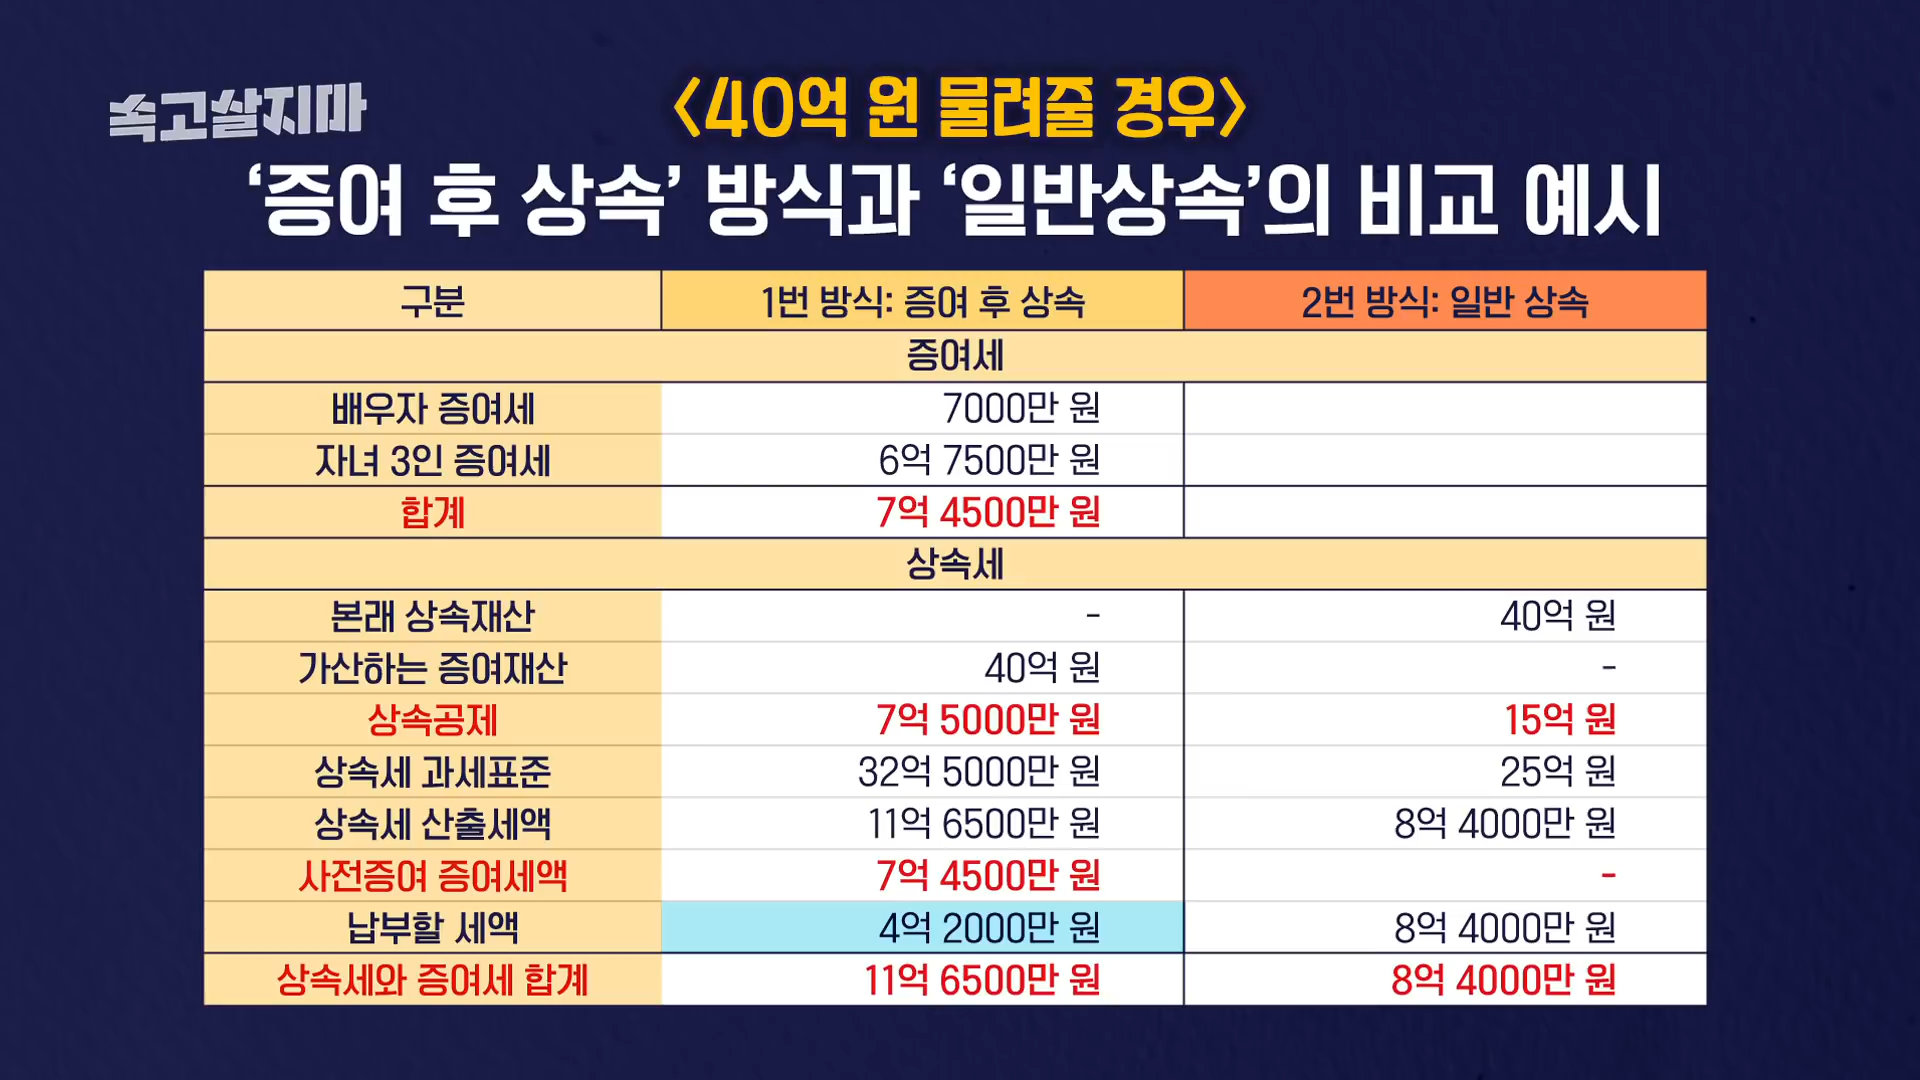 속고살지마
<40억 원 물려줄 경우>
‘증여 후 상속’ 방식과 ‘일반상속’의 비교 예시
구분 1번 방식: 증여 후 상속 2번 방식: 일반 상속
증여세
배우자 증여세 7000만 원
자녀 3인 증여세 6억 7500만 원
합계 7억 4500만 원
상속세
본래 상속재산 - 40억 원
가산하는 증여재산 40억 원 -
상속공제 7억 5000만 원 15억 원
상속세 과세표준 32억 5000만 원 25억 원
상속세 산출세액 11억 6500만 원 8억 4000만 원
사전증여 증여세액 7억 4500만 원 -
납부할 세액 4억 2000만 원 8억 4000만 원
상속세와 증여세 합계 11억 6500만 원 8억 4000만 원